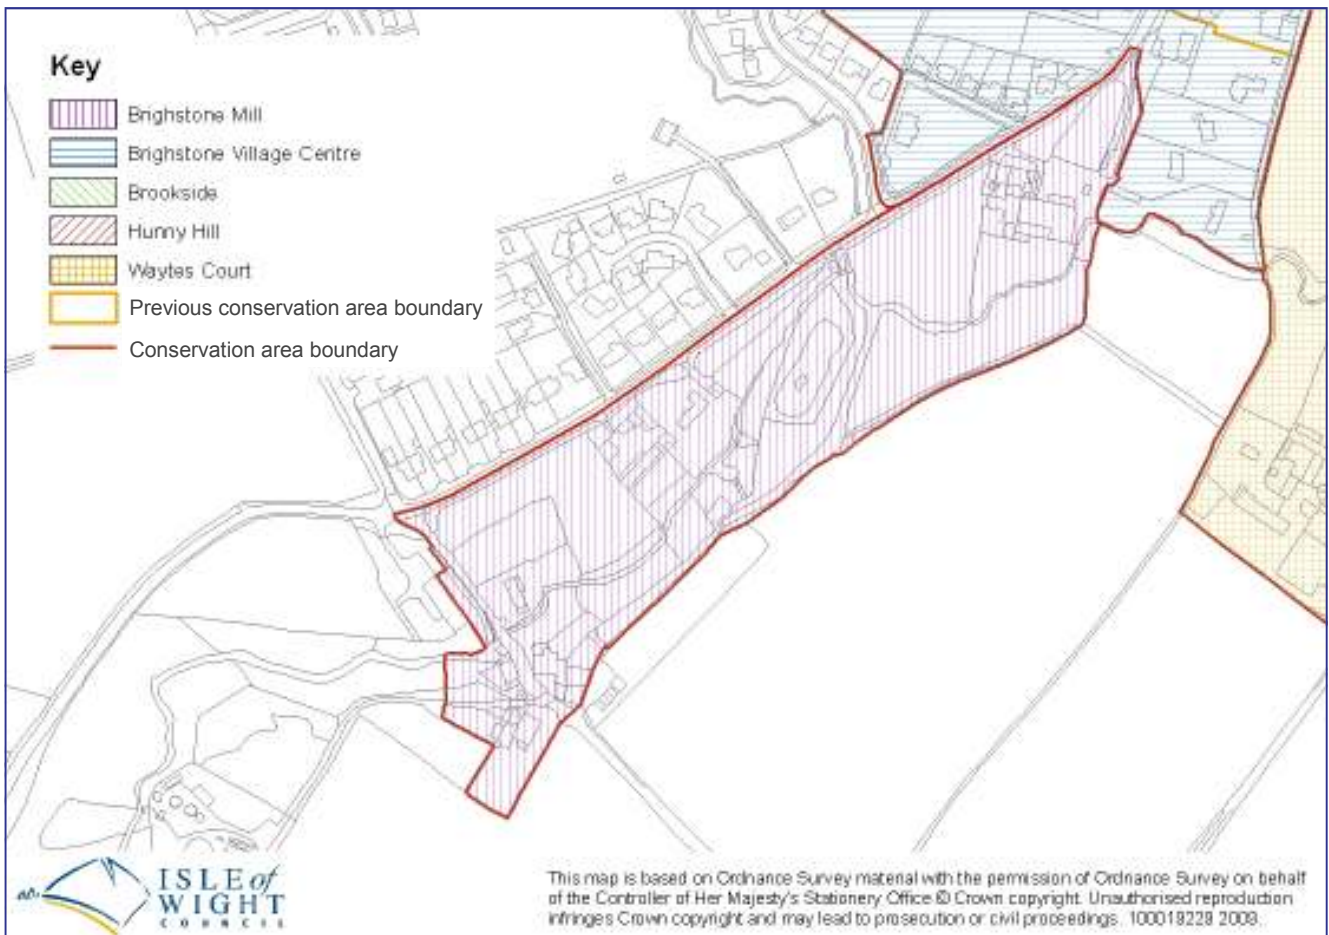 Key
Brighstone Mill
Brighstone Village Centre
Brookside
Hunny Hill
Waytes Court
Previous conservation area boundary
Conservation area boundary
ISLE of
WIGHT
COUNCIL
This map is based on Ordnance Survey material with the permission of Ordnance Survey on behalf
of the Controller of Her Majesty's Stationery Office © Crown copyright. Unauthorised reproduction
infringes Crown copyright and may lead to prosecution or civil proceedings. 100019229 2009.